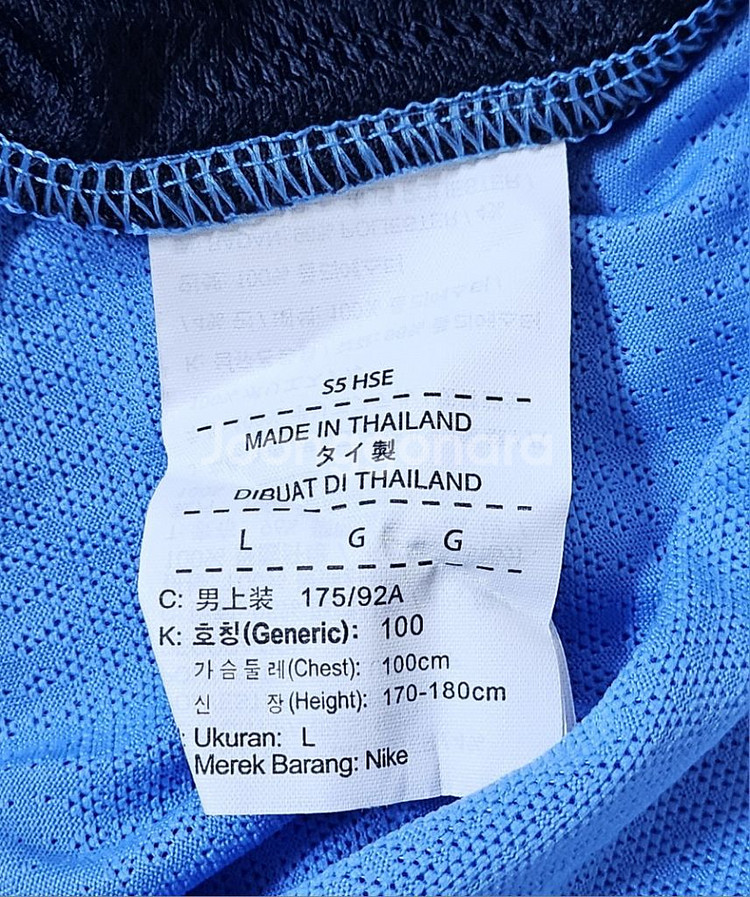 S5 HSE
MADE IN THAILAND
タイ製
DIBUAT DI THAILAND
L G G
C: 男上装 175/92A
K: 호칭(Generic): 100
가슴둘레(Chest): 100cm
신 장(Height): 170-180cm
Ukuran: L
Merek Barang: Nike